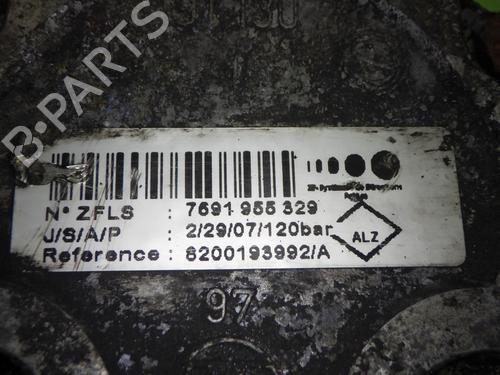 B-PARTS
N° ZFLS : 7691 955 329
J/S/A/P : 2/29/07/120bar
Reference : 8200193992/A
ALZ
97